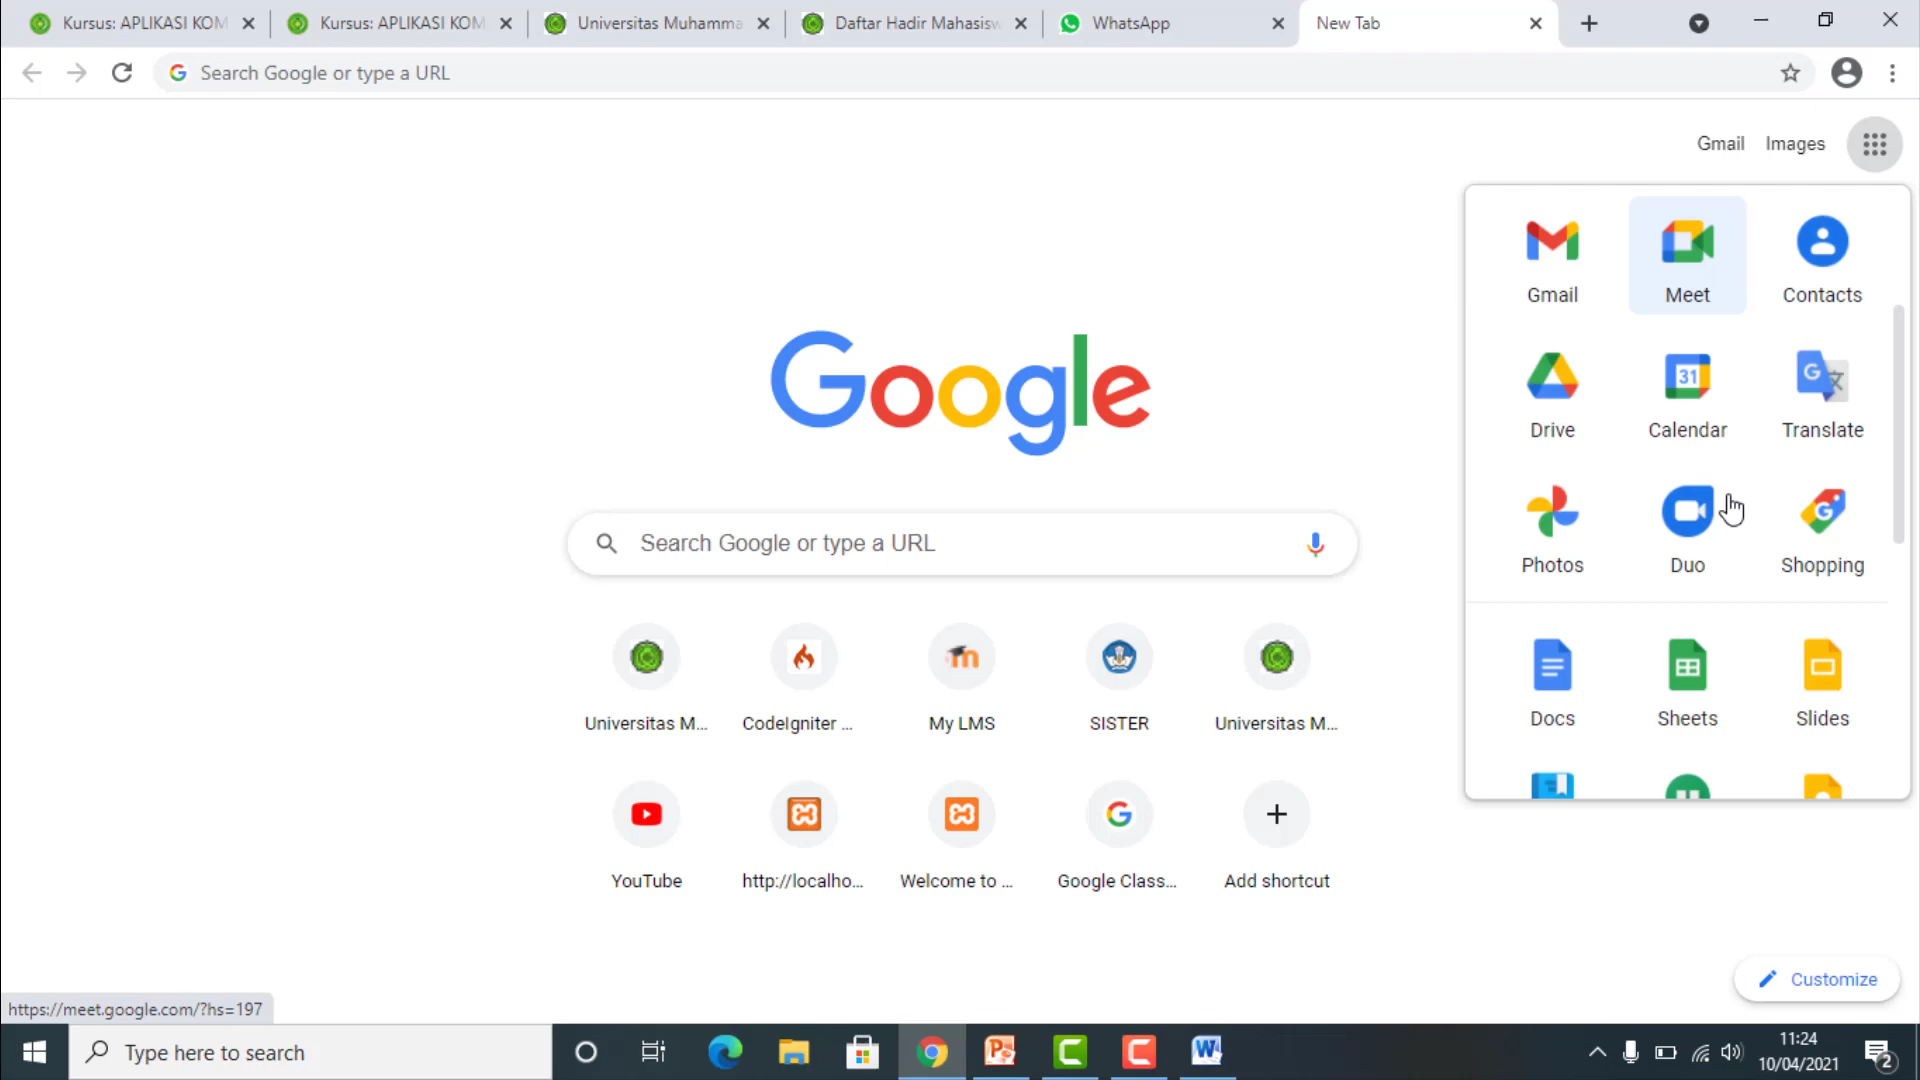 Kursus: APLIKASI KOM
Kursus: APLIKASI KOM
Universitas Muhamma
Daftar Hadir Mahasisw
WhatsApp
New Tab
Search Google or type a URL
Gmail
Images
Gmail
Meet
Contacts
Drive
31
Calendar
Translate
Photos
Duo
Shopping
Docs
Sheets
Slides
Google
Search Google or type a URL
Universitas M...
CodeIgniter ...
My LMS
SISTER
Universitas M...
YouTube
http://localho...
Welcome to ...
Google Class...
Add shortcut
Customize
https://meet.google.com/?hs=197
Type here to search
11:24
10/04/2021
2